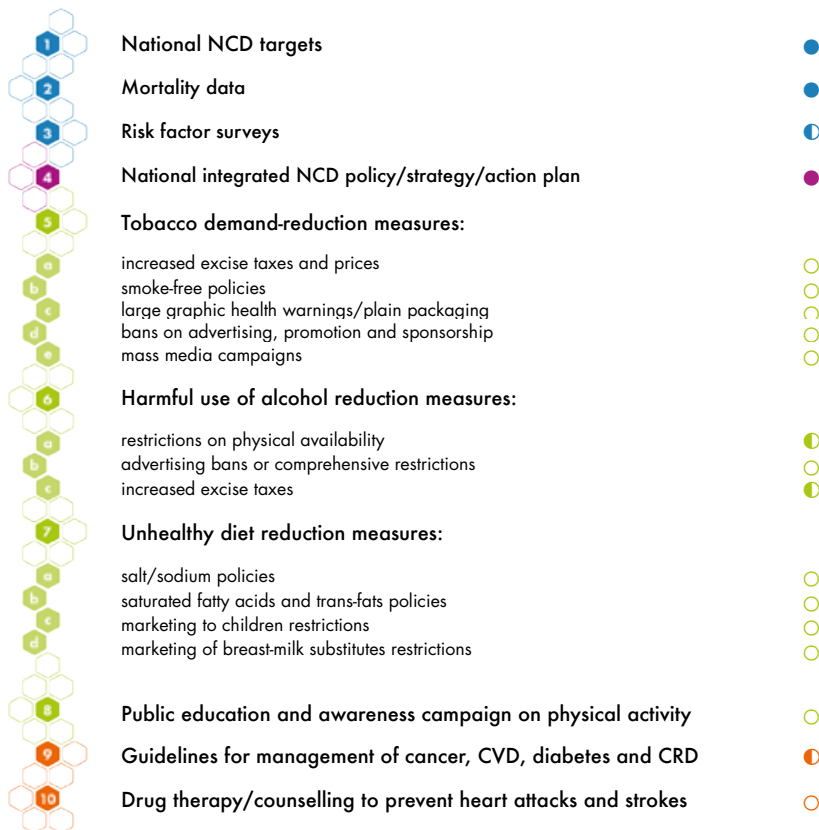 1 National NCD targets
2 Mortality data
3 Risk factor surveys
4 National integrated NCD policy/strategy/action plan
5 Tobacco demand-reduction measures:
a increased excise taxes and prices
b smoke-free policies
c large graphic health warnings/plain packaging
d bans on advertising, promotion and sponsorship
e mass media campaigns
6 Harmful use of alcohol reduction measures:
a restrictions on physical availability
b advertising bans or comprehensive restrictions
c increased excise taxes
7 Unhealthy diet reduction measures:
a salt/sodium policies
b saturated fatty acids and trans-fats policies
c marketing to children restrictions
d marketing of breast-milk substitutes restrictions
8 Public education and awareness campaign on physical activity
9 Guidelines for management of cancer, CVD, diabetes and CRD
10 Drug therapy/counselling to prevent heart attacks and strokes